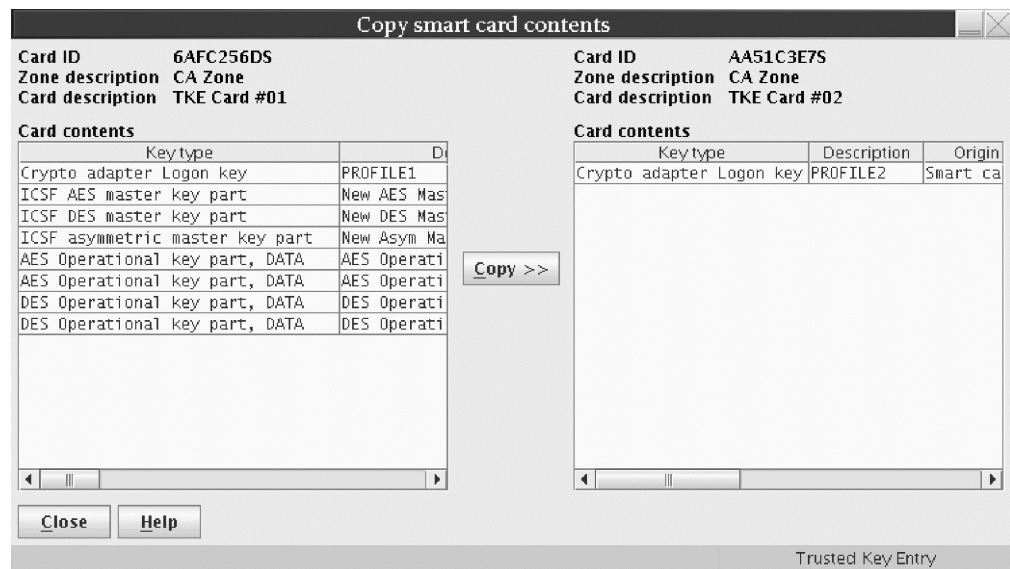 Copy smart card contents
Card ID 6AFC256DS
Zone description CA Zone
Card description TKE Card #01
Card contents
Key type D
Crypto adapter Logon key PROFILE1
ICSF AES master key part New AES Mas
ICSF DES master key part New DES Mas
ICSF asymmetric master key part New Asym Ma
AES Operational key part, DATA AES Operati
AES Operational key part, DATA AES Operati
DES Operational key part, DATA DES Operati
DES Operational key part, DATA DES Operati
Copy >>
Card ID AA51C3E7S
Zone description CA Zone
Card description TKE Card #02
Card contents
Key type Description Origin
Crypto adapter Logon key PROFILE2 Smart ca
Close Help
Trusted Key Entry